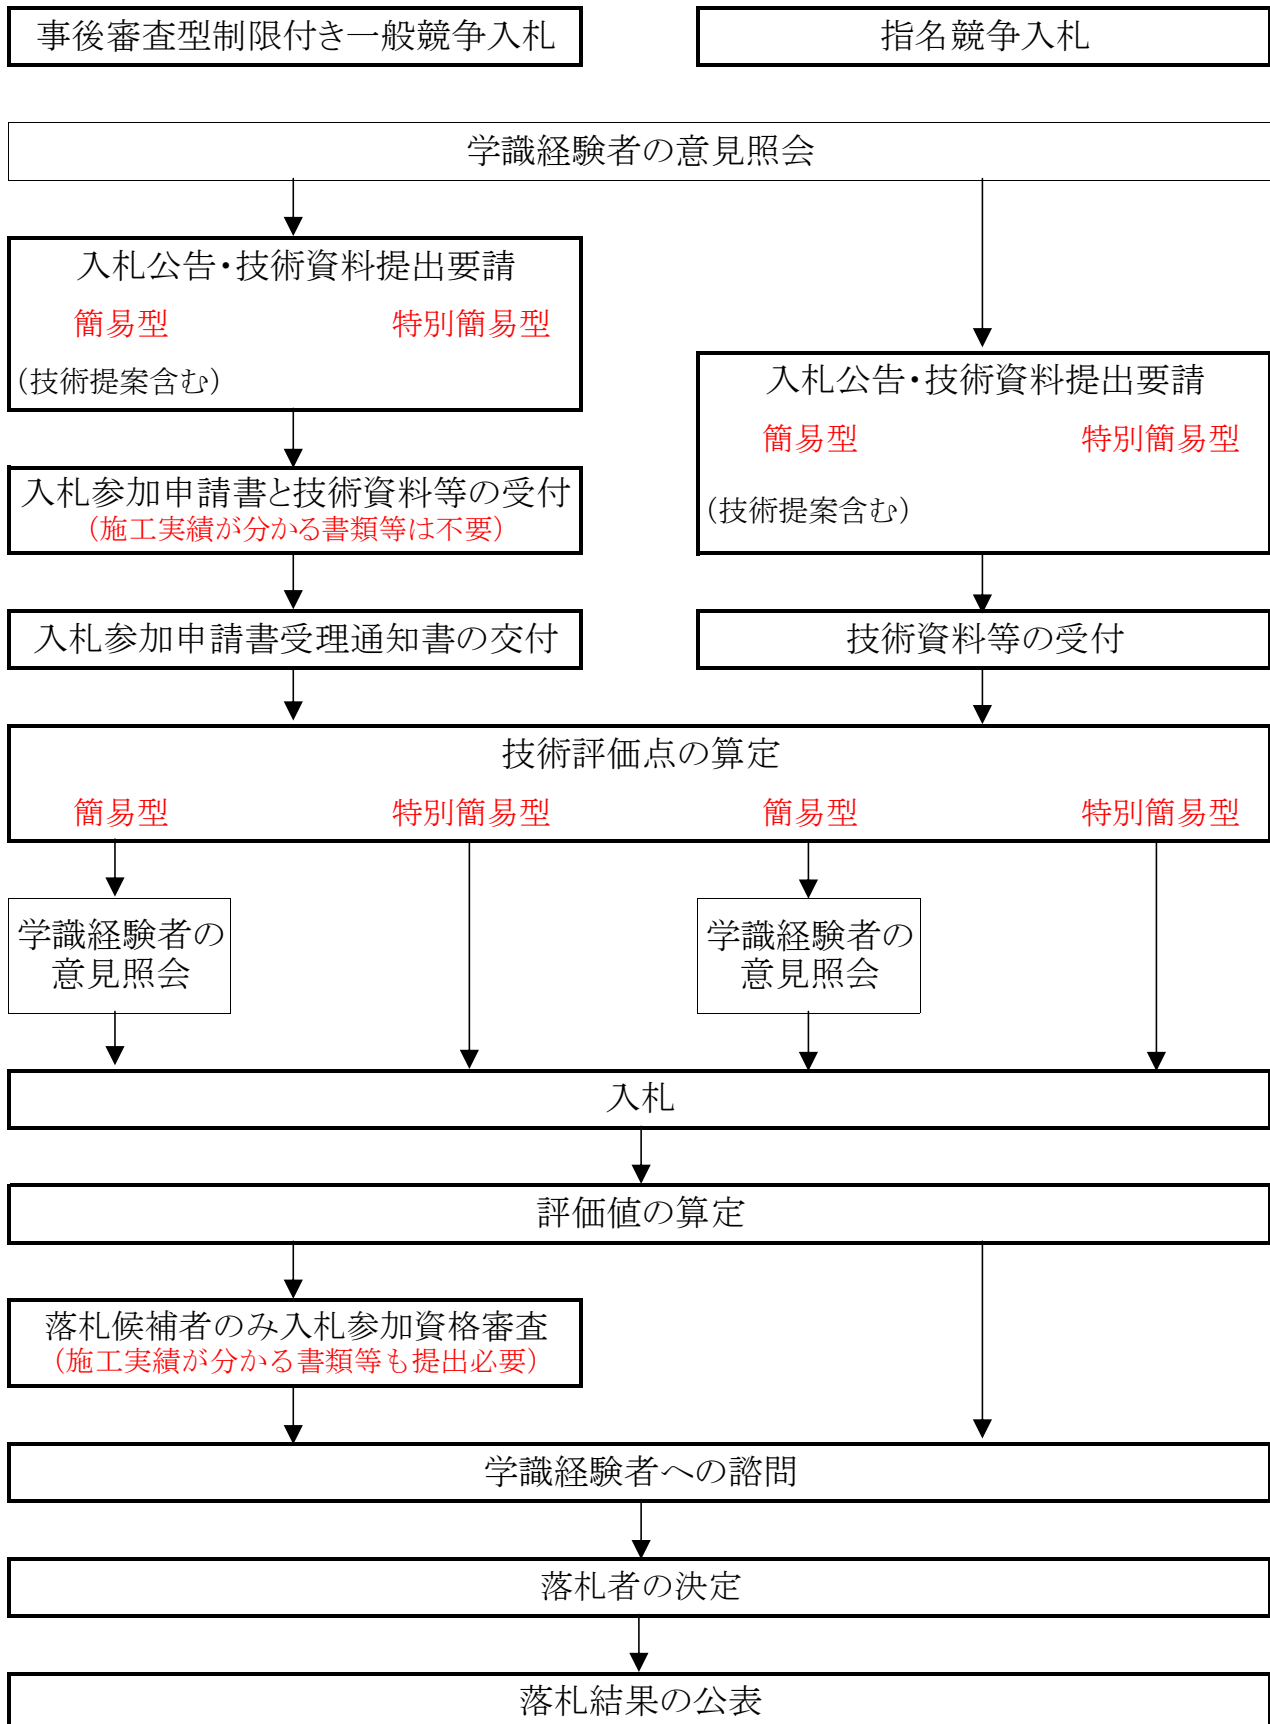 事後審査型制限付き一般競争入札
指名競争入札
学識経験者の意見照会
入札公告・技術資料提出要請
簡易型
特別簡易型
（技術提案含む）
入札公告・技術資料提出要請
簡易型
特別簡易型
（技術提案含む）
入札参加申請書と技術資料等の受付
（施工実績が分かる書類等は不要）
入札参加申請書受理通知書の交付
技術資料等の受付
技術評価点の算定
簡易型
特別簡易型
簡易型
特別簡易型
学識経験者の
意見照会
学識経験者の
意見照会
入札
評価値の算定
落札候補者のみ入札参加資格審査
（施工実績が分かる書類等も提出必要）
学識経験者への諮問
落札者の決定
落札結果の公表